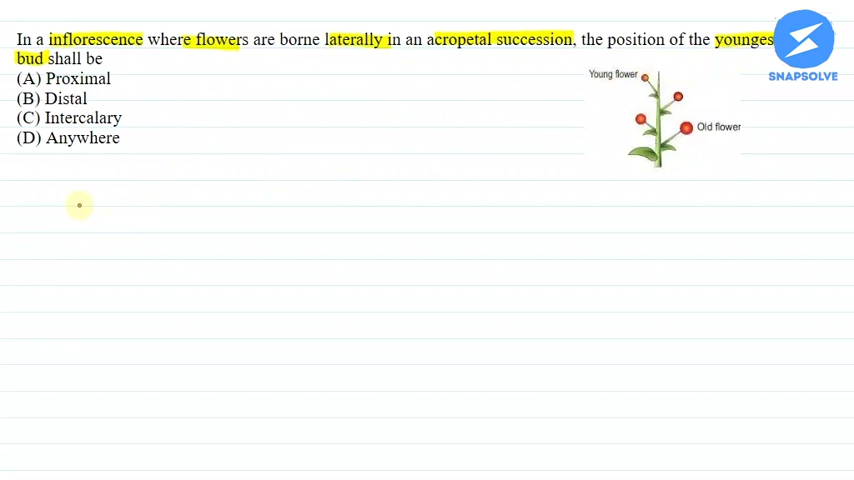 In a inflorescence where flowers are borne laterally in an acropetal succession, the position of the younges
bud shall be
(A) Proximal
(B) Distal
(C) Intercalary
(D) Anywhere
SNAPSOLVE
Young flower
Old flower